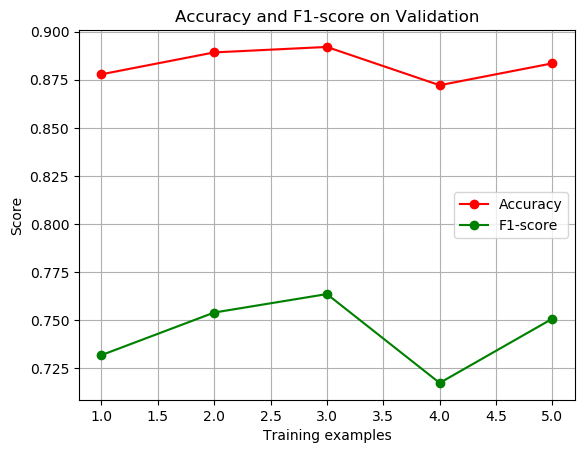 Accuracy and F1-score on Validation
0.900
0.875
0.850
0.825
0.800
0.775
0.750
0.725
Score
Accuracy
F1-score
1.0 1.5 2.0 2.5 3.0 3.5 4.0 4.5 5.0
Training examples